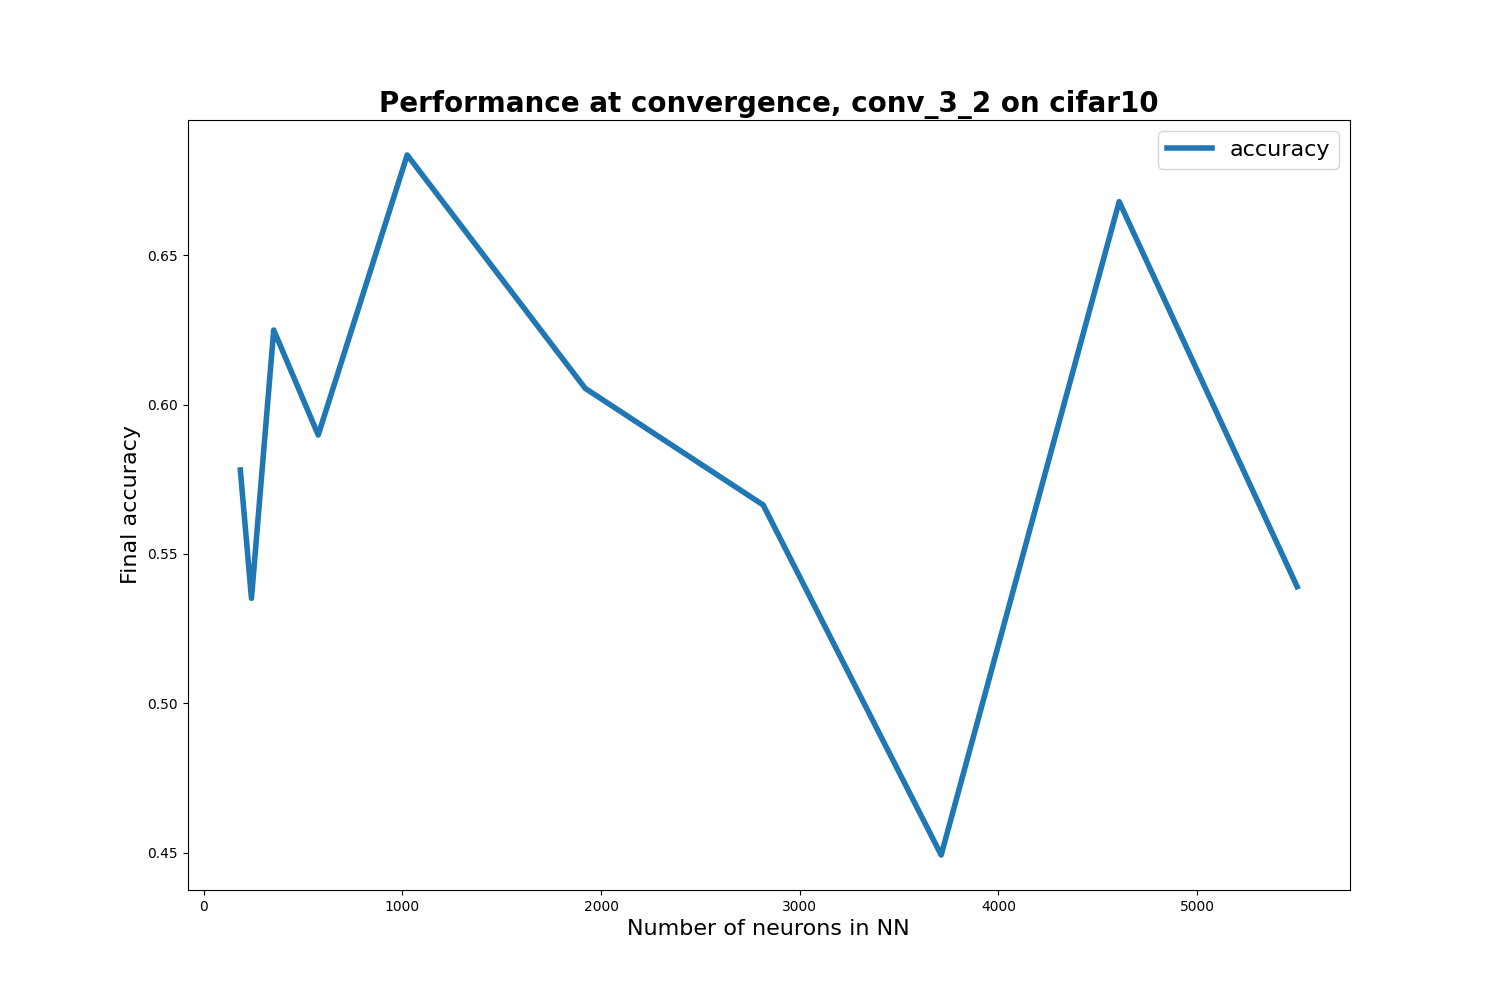 Performance at convergence, conv_3_2 on cifar10
accuracy
0.65
0.60
0.55
0.50
0.45
Final accuracy
0 1000 2000 3000 4000 5000
Number of neurons in NN